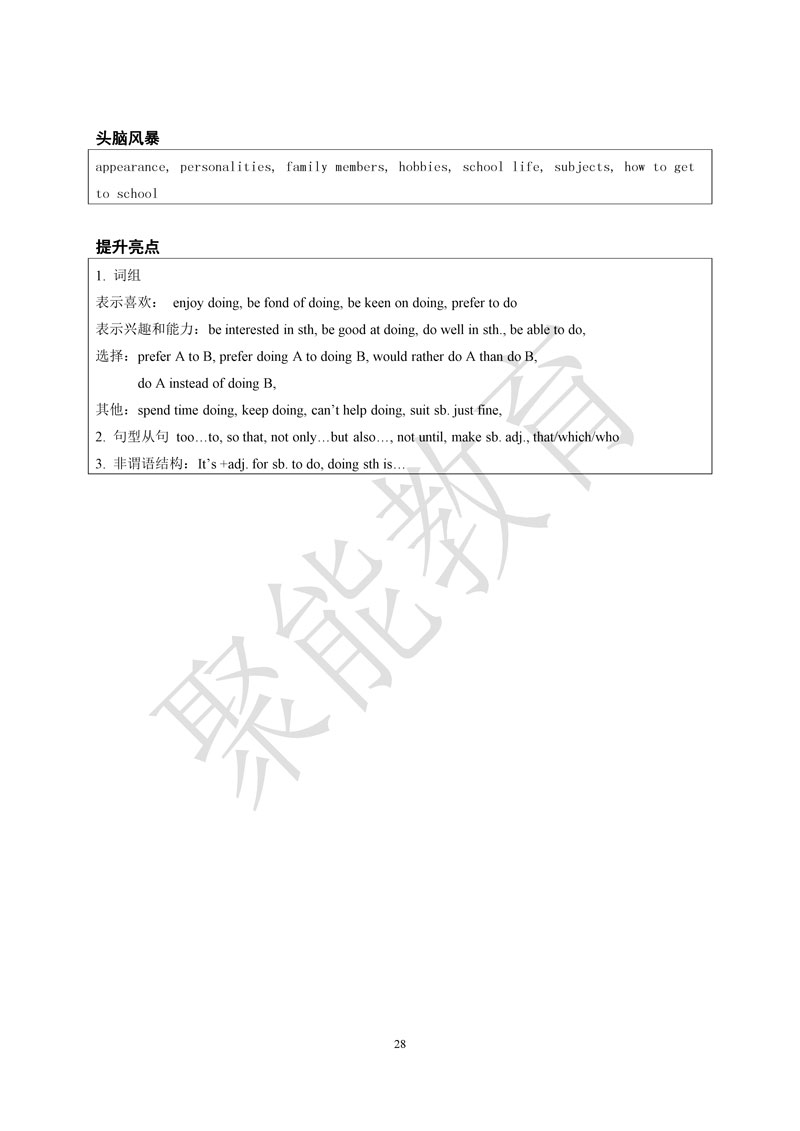 头脑风暴
appearance, personalities, family members, hobbies, school life, subjects, how to get
to school
提升亮点
1. 词组
表示喜欢： enjoy doing, be fond of doing, be keen on doing, prefer to do
表示兴趣和能力：be interested in sth, be good at doing, do well in sth., be able to do,
选择：prefer A to B, prefer doing A to doing B, would rather do A than do B,
do A instead of doing B,
其他：spend time doing, keep doing, can’t help doing, suit sb. just fine,
2. 句型从句 too…to, so that, not only…but also…, not until, make sb. adj., that/which/who
3. 非谓语结构：It’s +adj. for sb. to do, doing sth is…
聚能教育
28